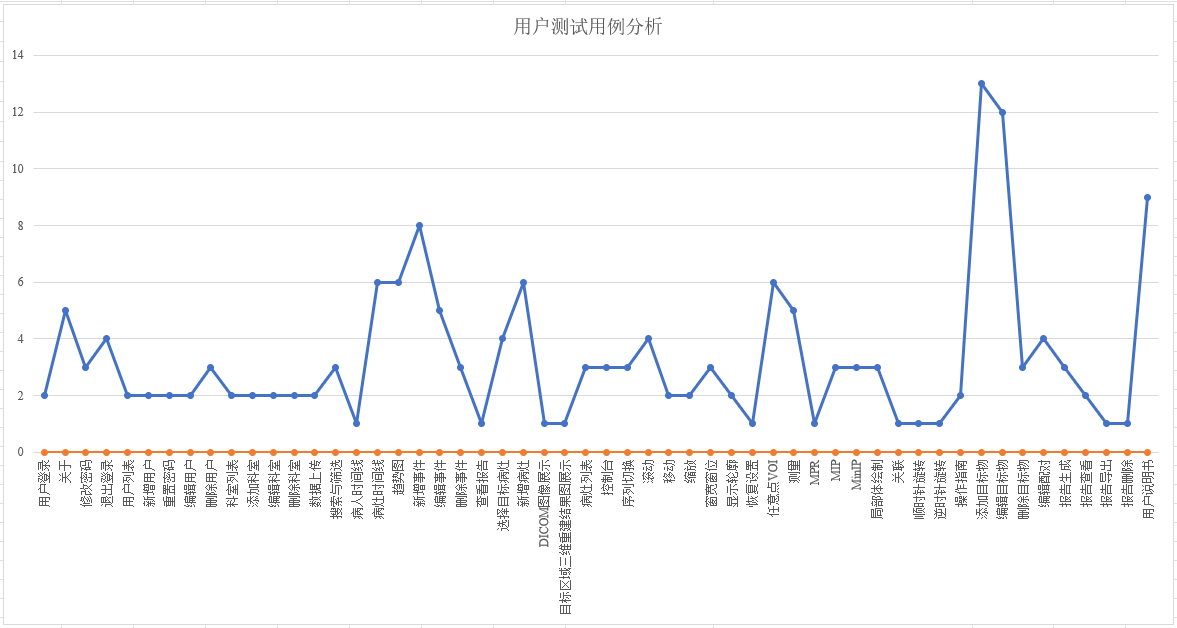 用户测试用例分析
14
12
10
8
6
4
2
0
用户登录
关于
修改密码
退出登录
用户列表
新增用户
重置密码
编辑用户
删除用户
科室列表
添加科室
编辑科室
删除科室
数据上传
搜索与筛选
病人时间线
病灶时间线
趋势图
新增事件
编辑事件
删除事件
查看报告
选择目标病灶
新增病灶
DICOM图像展示
目标区域三维重建结果图展示
病灶列表
控制台
序列切换
滚动
移动
缩放
窗宽窗位
显示轮廓
恢复设置
任意点VOI
测量
MPR
MIP
MinIP
局部体绘制
关联
顺时针旋转
逆时针旋转
操作指南
添加目标物
编辑目标物
删除目标物
编辑配对
报告生成
报告查看
报告导出
报告删除
用户说明书